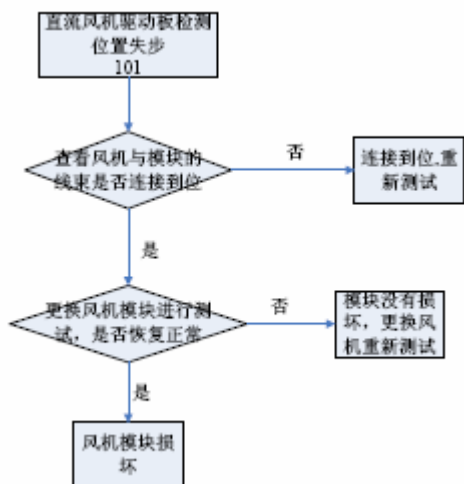 直流风机驱动板检测
位置失步
101
查看风机与模块的
线束是否连接到位
否
连接到位,重
新测试
是
更换风机模块进行测
试，是否恢复正常
否
模块没有损
坏，更换风
机重新测试
是
风机模块损
坏